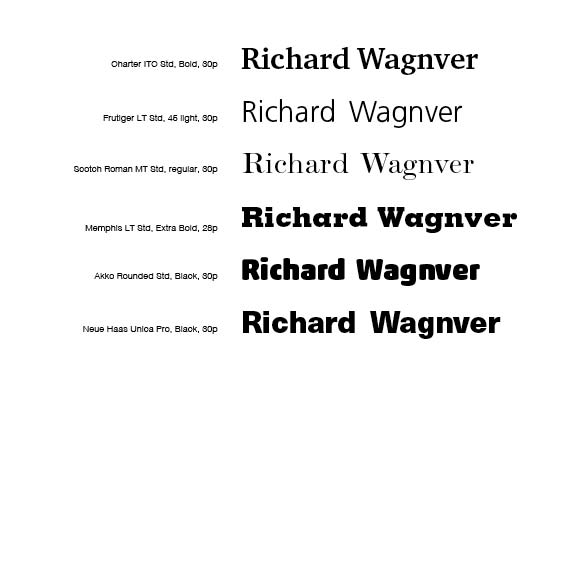 Charter ITC Std, Bold, 30p Richard Wagnver
Frutiger LT Std, 45 light, 30p Richard Wagnver
Scotch Roman MT Std, regular, 30p Richard Wagnver
Memphis LT Std, Extra Bold, 28p Richard Wagnver
Akko Rounded Std, Black, 30p Richard Wagnver
Neue Haas Unica Pro, Black, 30p Richard Wagnver